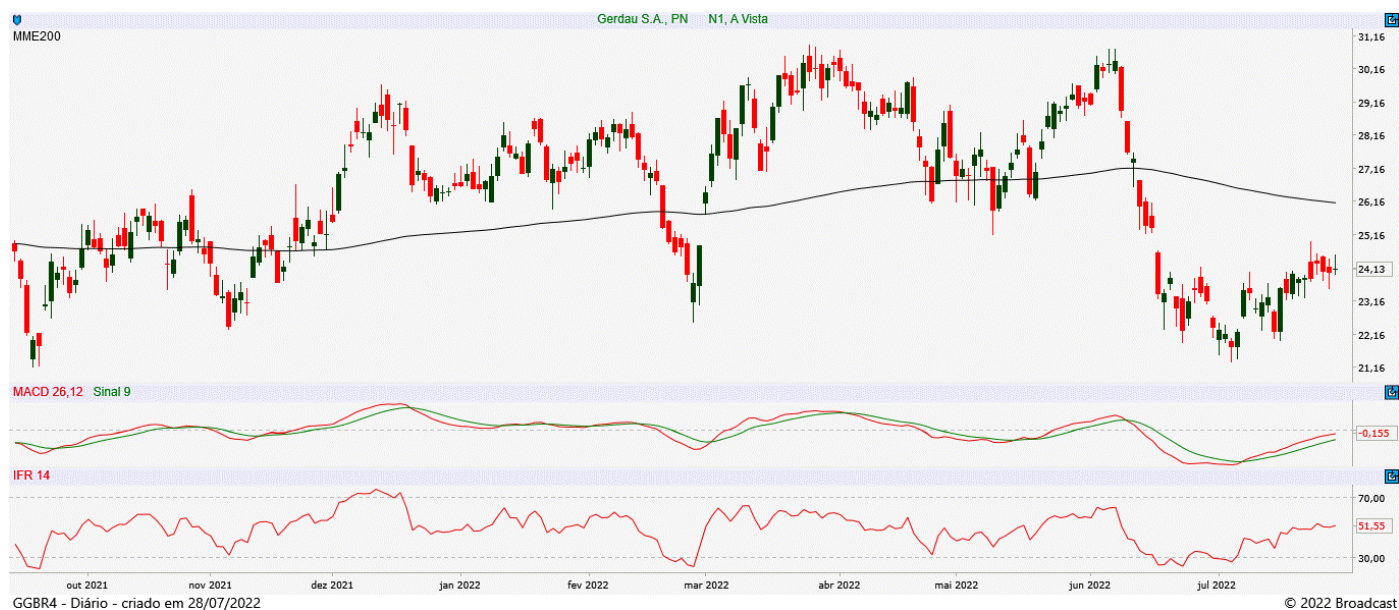 Gerdau S.A., PN N1, A Vista
MME200
31,16
30,16
29,16
28,16
27,16
26,16
25,16
24,13
23,16
22,16
21,16
MACD 26,12 Sinal 9
-0,155
IFR 14
70,00
51,55
30,00
out 2021 nov 2021 dez 2021 jan 2022 fev 2022 mar 2022 abr 2022 mai 2022 jun 2022 jul 2022
GGBR4 - Diário - criado em 28/07/2022 © 2022 Broadcast